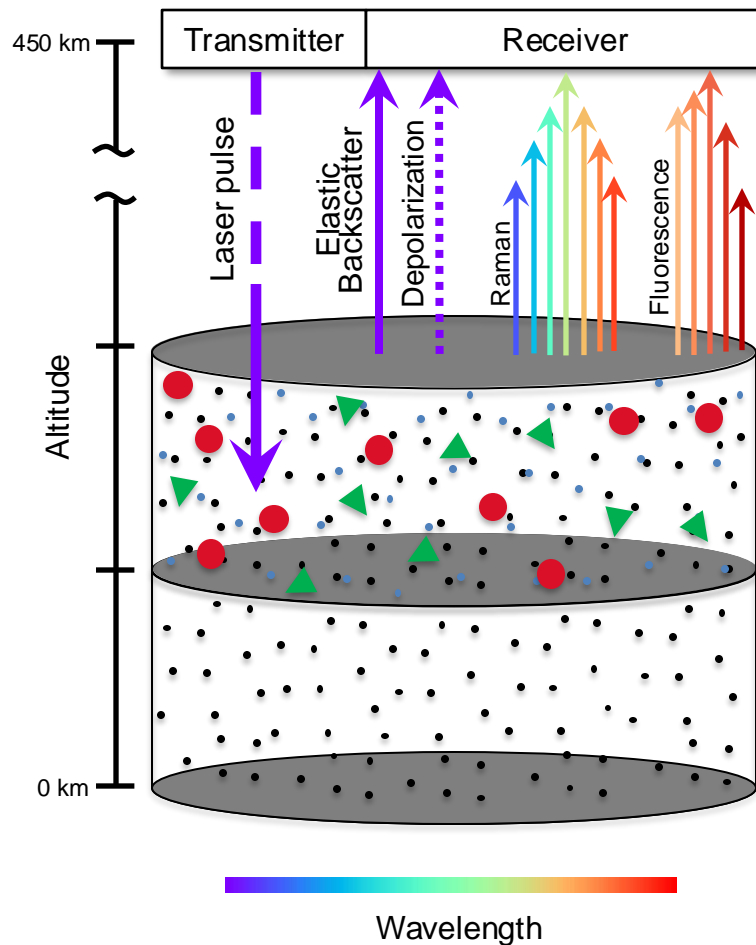 Transmitter
Receiver
450 km
Laser pulse
Elastic
Backscatter
Depolarization
Raman
Fluorescence
Altitude
0 km
Wavelength